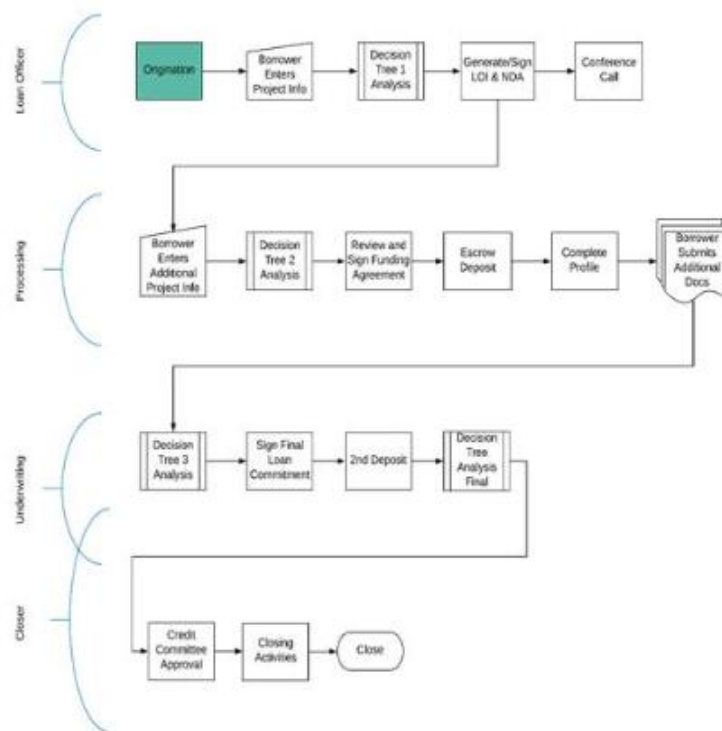 Loan Officer
Origination
Borrower
Enters
Project Info
Decision
Tree 1
Analysis
Generate/Sign
LOI & NDA
Conference
Call
Processing
Borrower
Enters
Additional
Project Info
Decision
Tree 2
Analysis
Review and
Sign Funding
Agreement
Escrow
Deposit
Complete
Profile
Borrower
Submits
Additional
Docs
Underwriting
Decision
Tree 3
Analysis
Sign Final
Loan
Commitment
2nd Deposit
Decision
Tree
Analysis
Final
Closer
Credit
Committee
Approval
Closing
Activities
Close